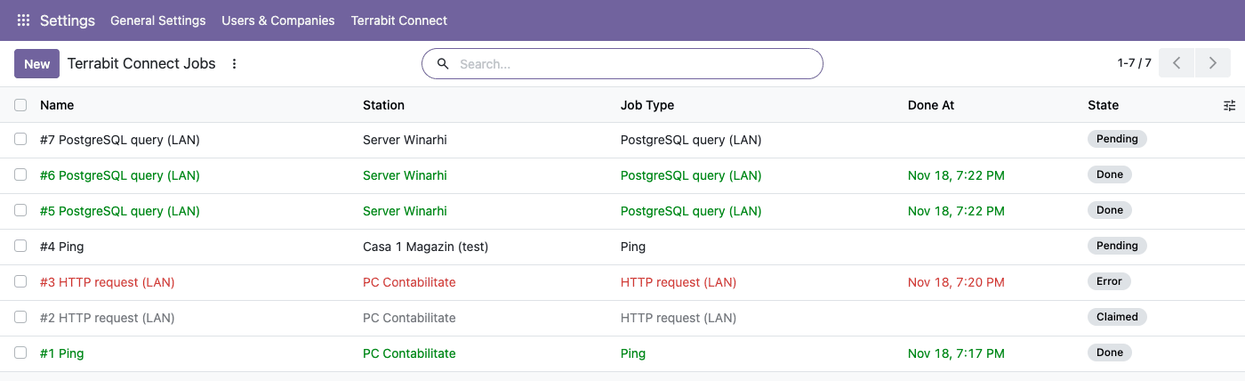 Settings General Settings Users & Companies Terrabit Connect
New Terrabit Connect Jobs Search... 1-7 / 7
Name Station Job Type Done At State
#7 PostgreSQL query (LAN) Server Winarhi PostgreSQL query (LAN) Pending
#6 PostgreSQL query (LAN) Server Winarhi PostgreSQL query (LAN) Nov 18, 7:22 PM Done
#5 PostgreSQL query (LAN) Server Winarhi PostgreSQL query (LAN) Nov 18, 7:22 PM Done
#4 Ping Casa 1 Magazin (test) Ping Pending
#3 HTTP request (LAN) PC Contabilitate HTTP request (LAN) Nov 18, 7:20 PM Error
#2 HTTP request (LAN) PC Contabilitate HTTP request (LAN) Claimed
#1 Ping PC Contabilitate Ping Nov 18, 7:17 PM Done